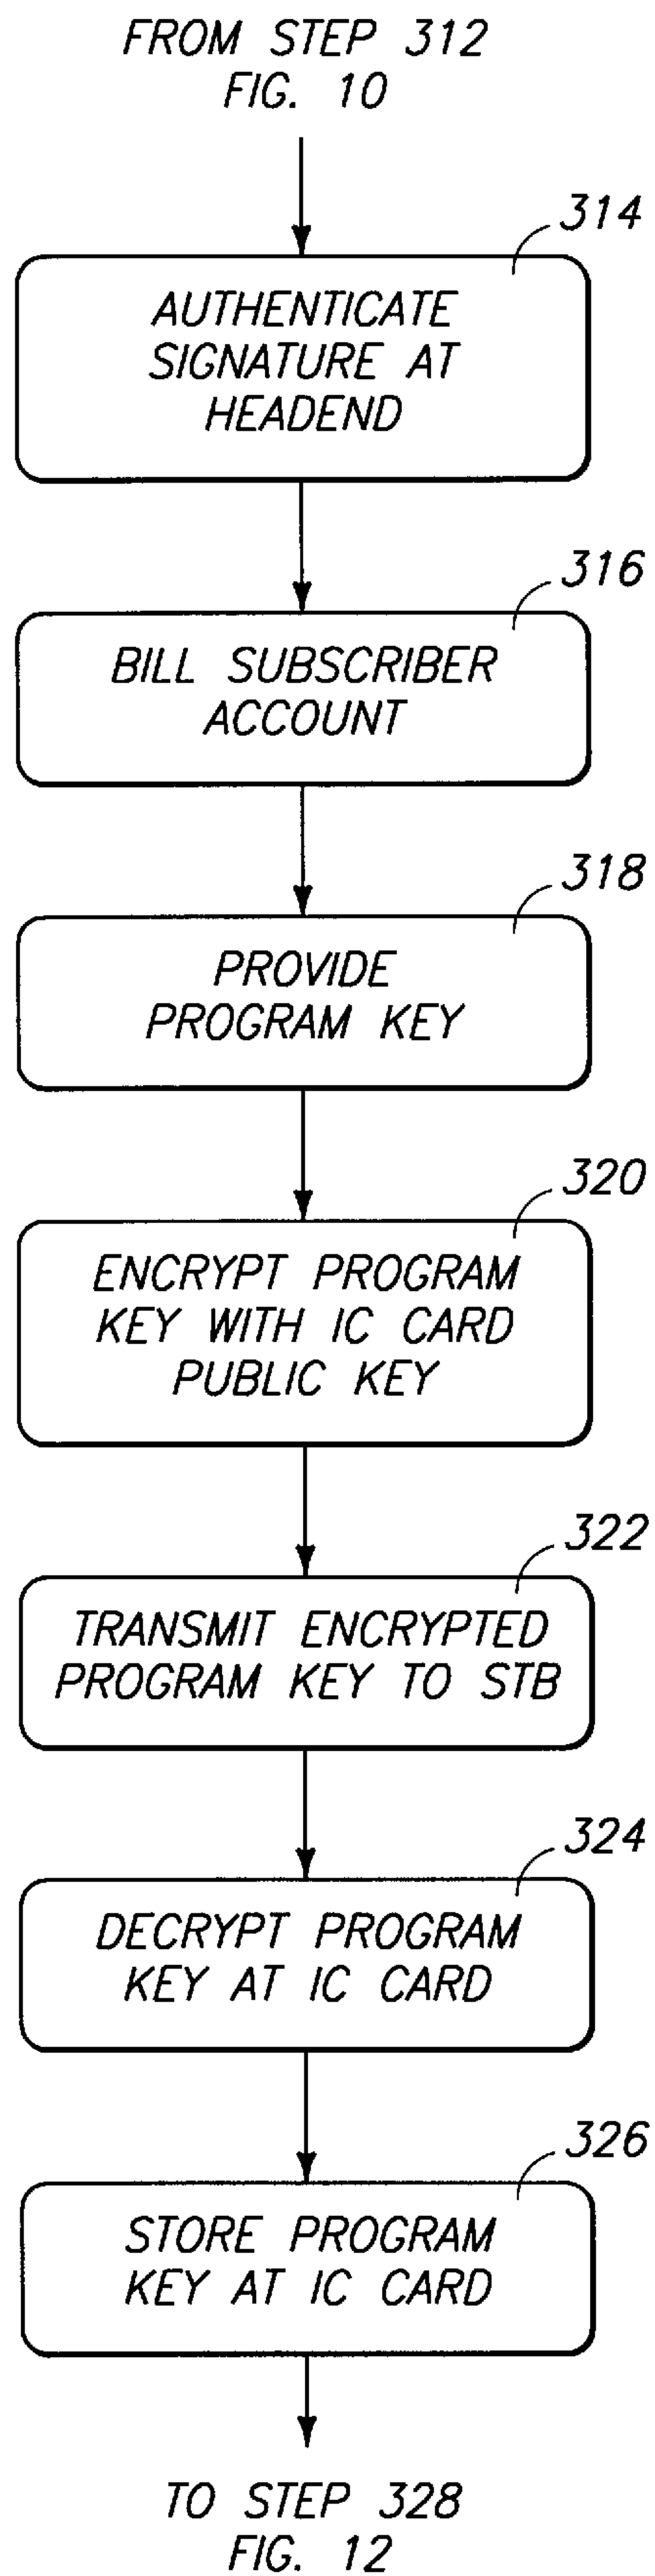 FROM STEP 312
FIG. 10
314
AUTHENTICATE
SIGNATURE AT
HEADEND
316
BILL SUBSCRIBER
ACCOUNT
318
PROVIDE
PROGRAM KEY
320
ENCRYPT PROGRAM
KEY WITH IC CARD
PUBLIC KEY
322
TRANSMIT ENCRYPTED
PROGRAM KEY TO STB
324
DECRYPT PROGRAM
KEY AT IC CARD
326
STORE PROGRAM
KEY AT IC CARD
TO STEP 328
FIG. 12